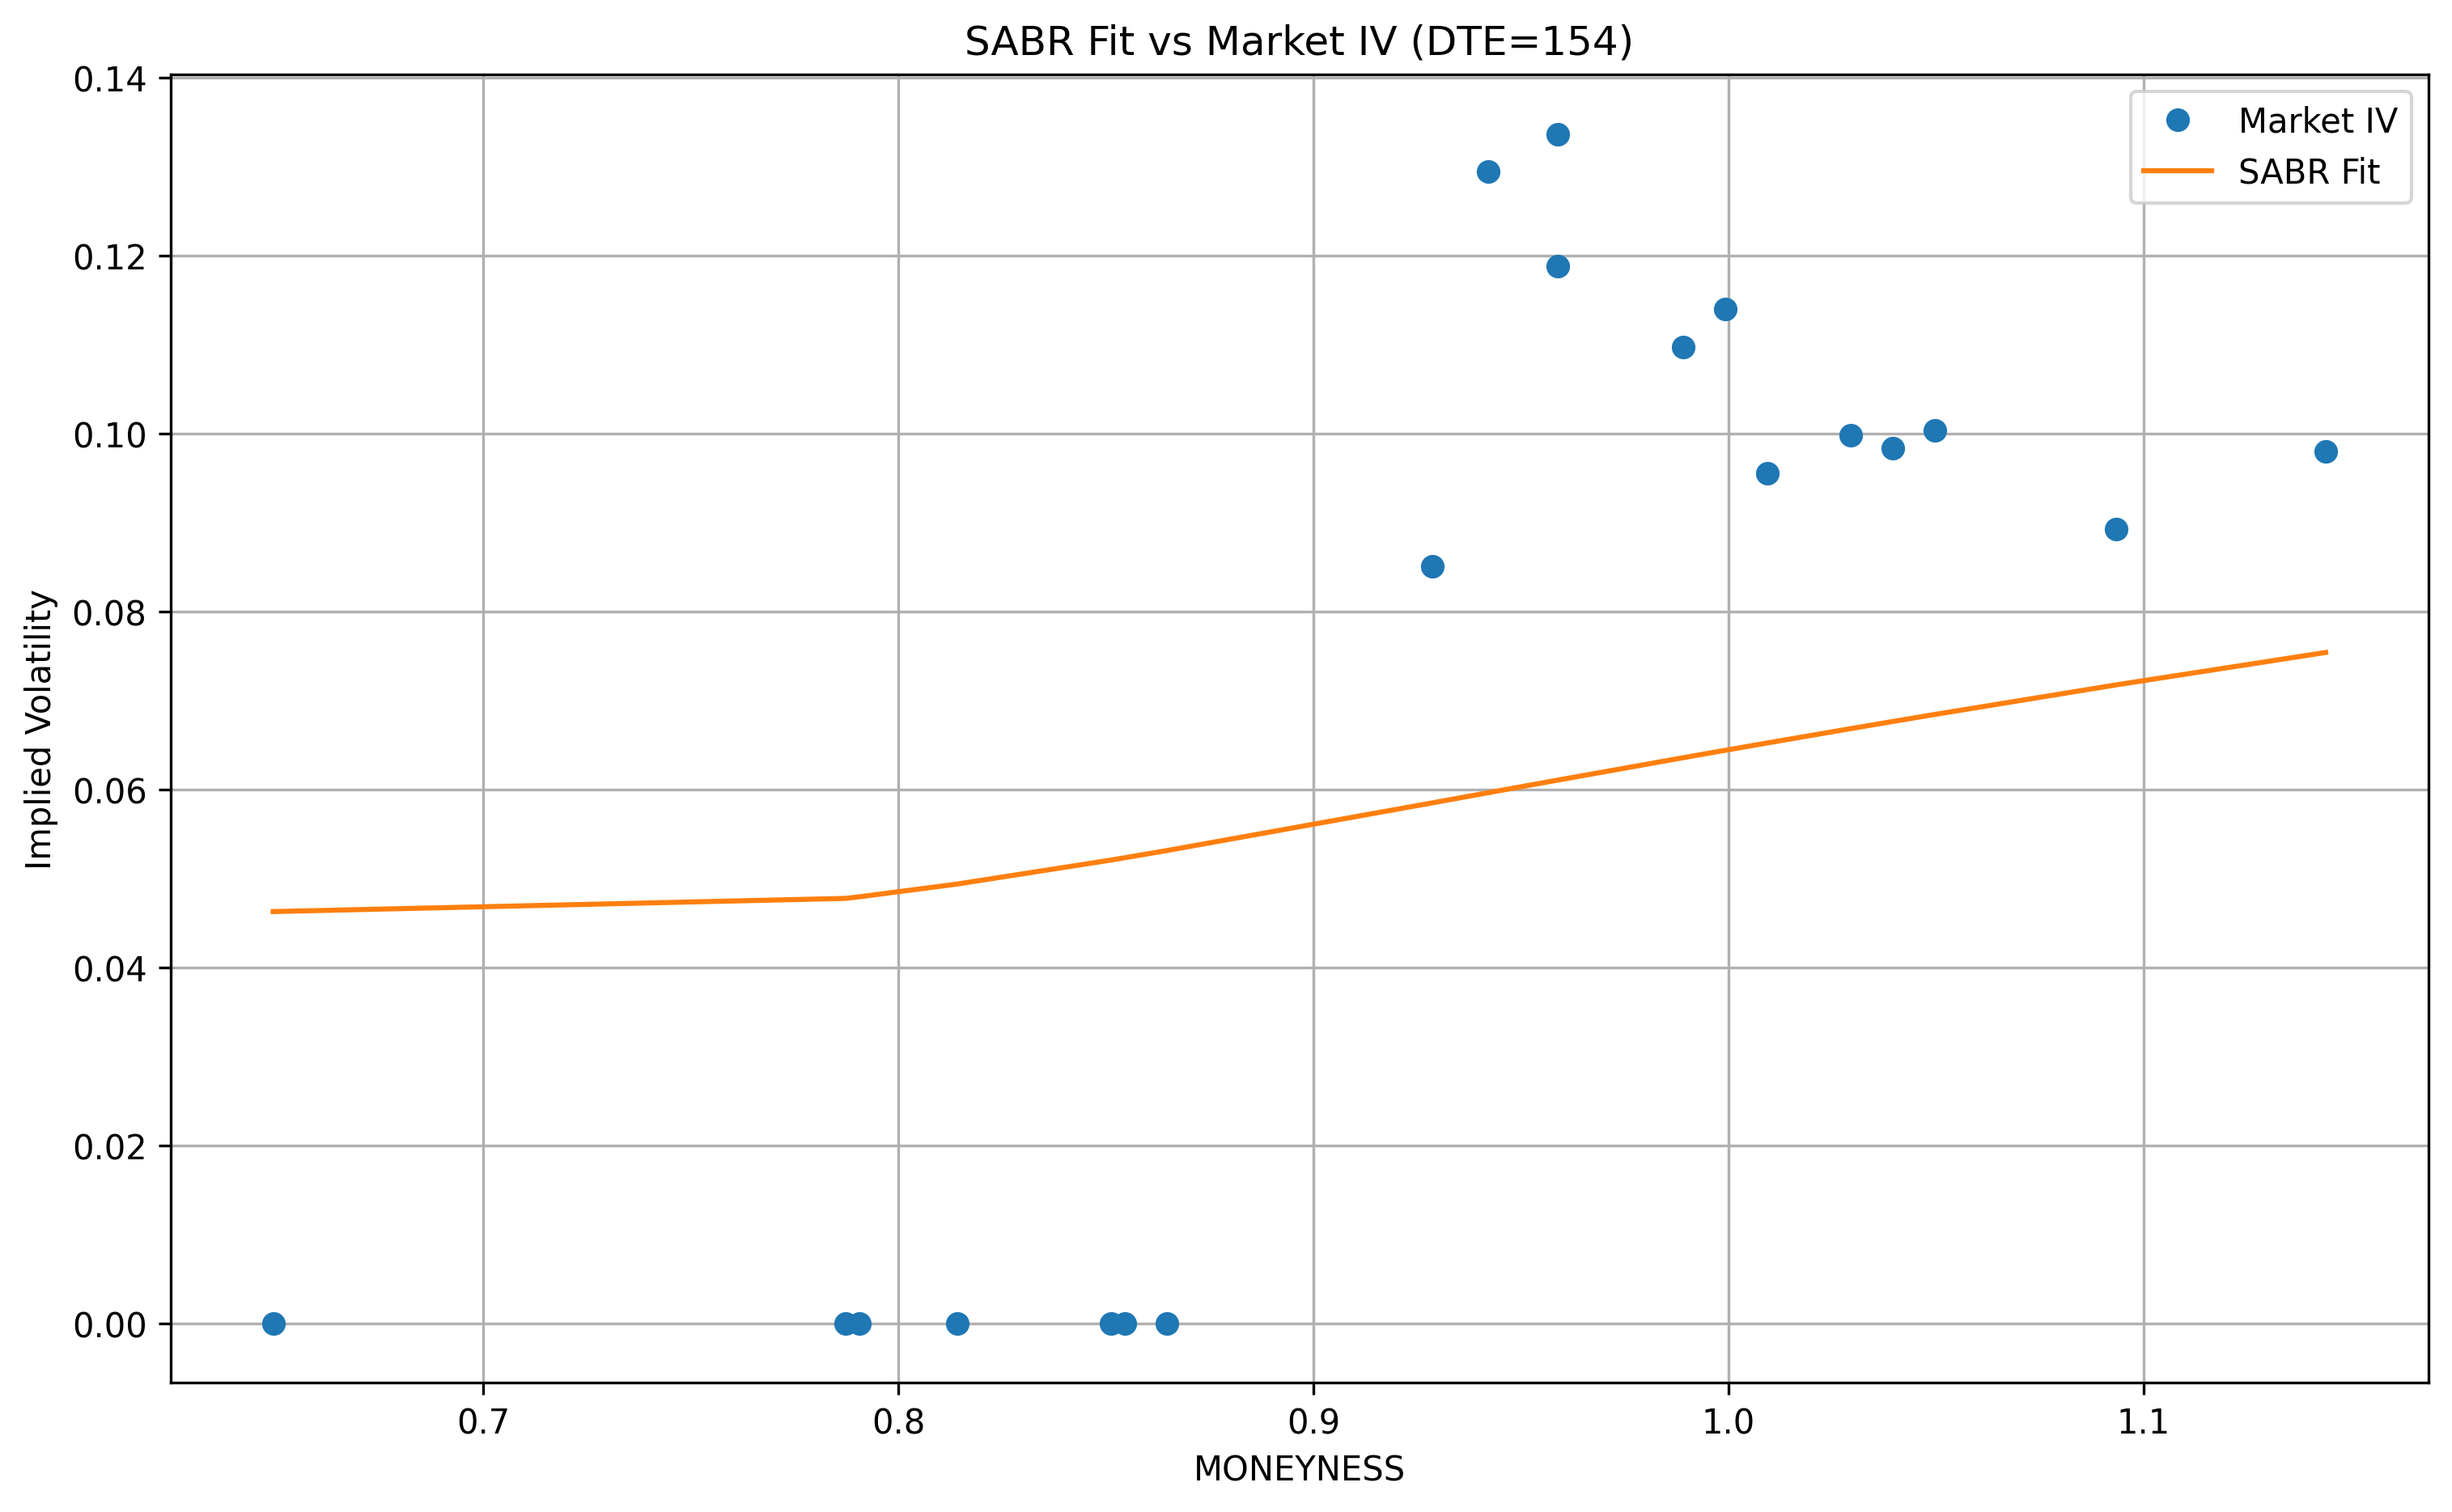 SABR Fit vs Market IV (DTE=154)
Market IV
SABR Fit
Implied Volatility
0.14
0.12
0.10
0.08
0.06
0.04
0.02
0.00
0.7 0.8 0.9 1.0 1.1
MONEYNESS